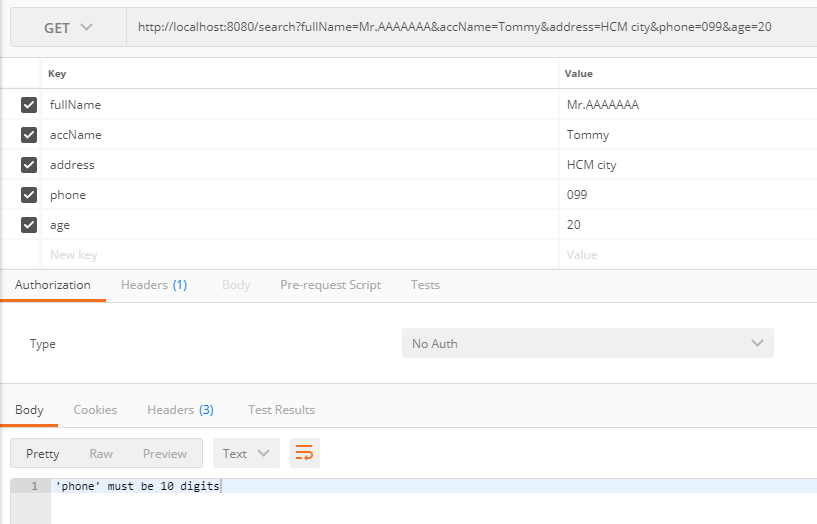 GET http://localhost:8080/search?fullName=Mr.AAAAAAA&accName=Tommy&address=HCM city&phone=099&age=20
Key Value
fullName Mr.AAAAAAA
accName Tommy
address HCM city
phone 099
age 20
New key Value
Authorization Headers (1) Body Pre-request Script Tests
Type No Auth
Body Cookies Headers (3) Test Results
Pretty Raw Preview Text
1 'phone' must be 10 digits